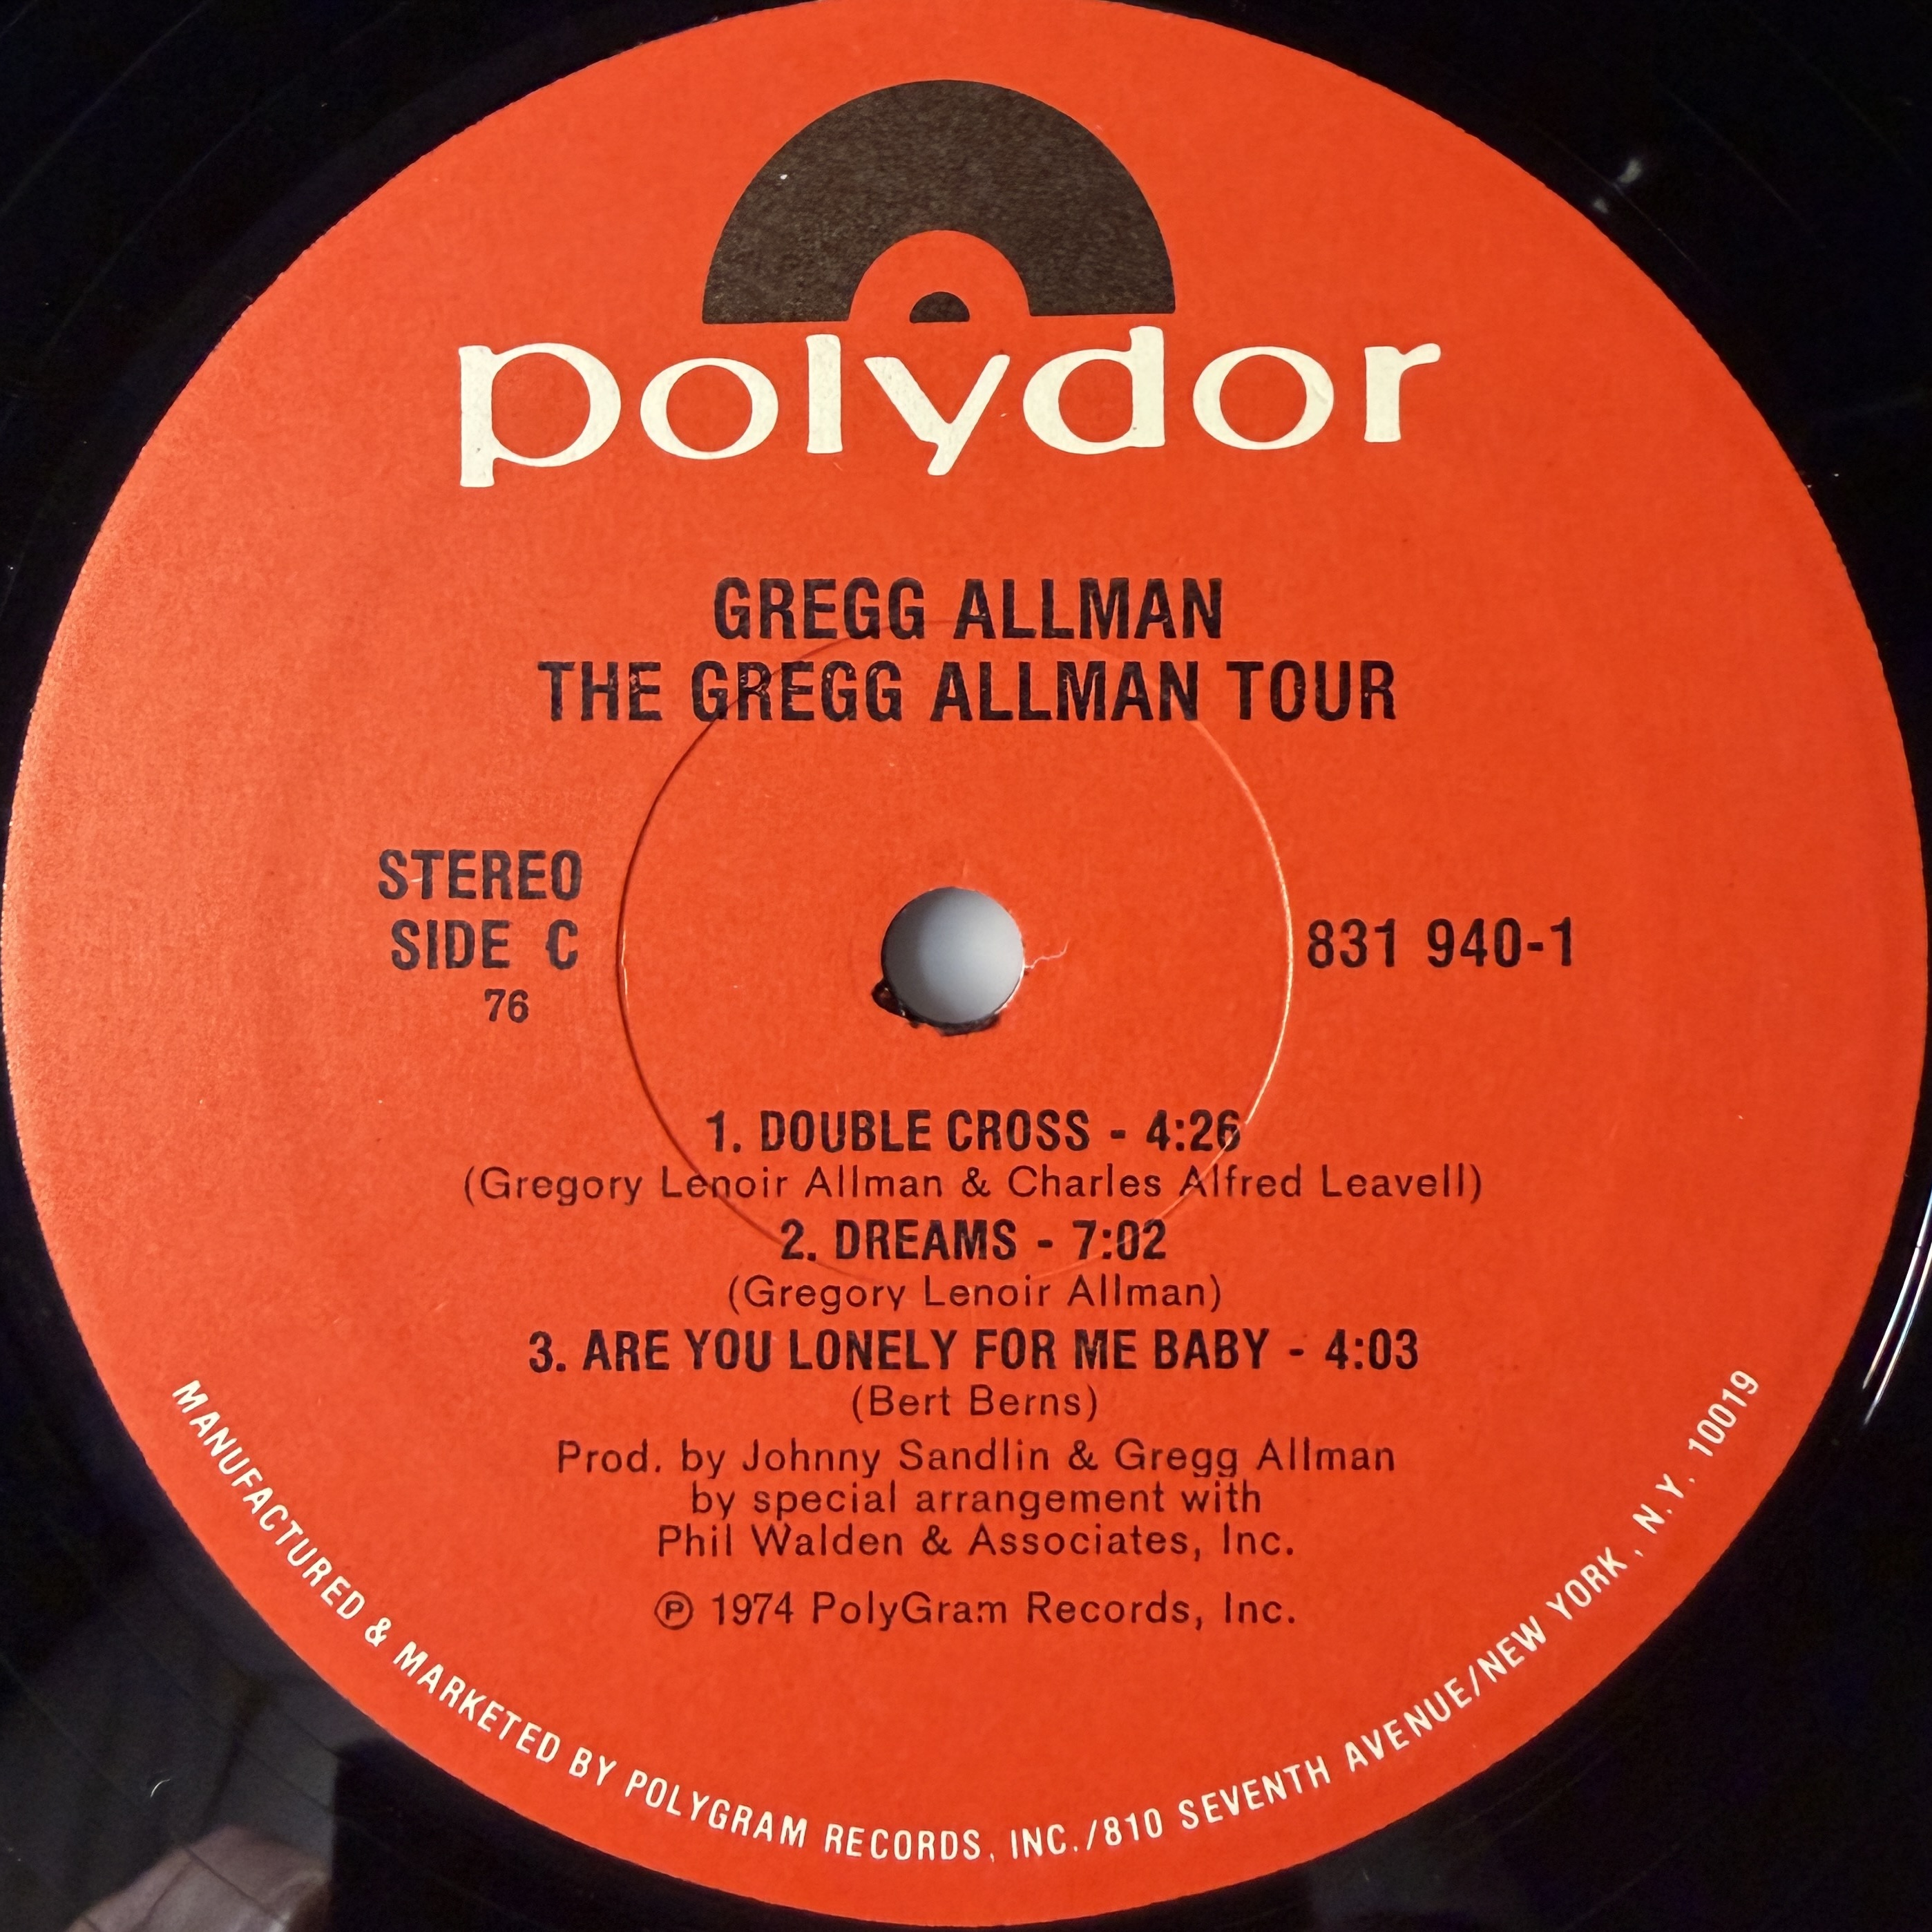 polydor
GREGG ALLMAN
THE GREGG ALLMAN TOUR
STEREO
SIDE C
76
831 940-1
1. DOUBLE CROSS - 4:26
(Gregory Lenoir Allman & Charles Alfred Leavell)
2. DREAMS - 7:02
(Gregory Lenoir Allman)
3. ARE YOU LONELY FOR ME BABY - 4:03
(Bert Berns)
Prod. by Johnny Sandlin & Gregg Allman
by special arrangement with
Phil Walden & Associates, Inc.
℗ 1974 PolyGram Records, Inc.
MANUFACTURED & MARKETED BY POLYGRAM RECORDS, INC./810 SEVENTH AVENUE/NEW YORK, N.Y. 10019